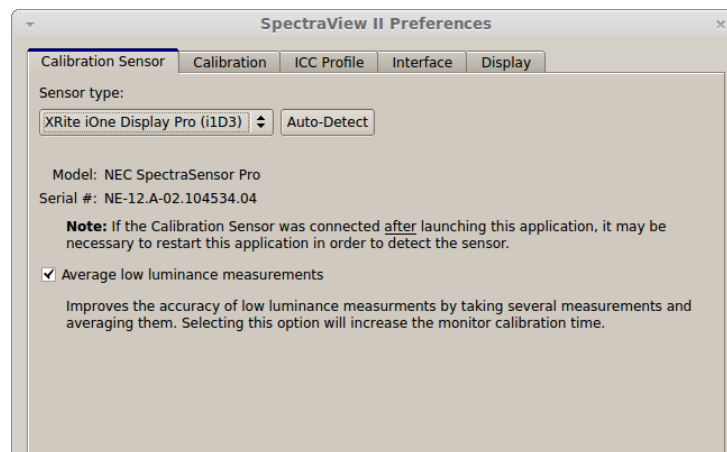 SpectraView II Preferences
Calibration Sensor Calibration ICC Profile Interface Display
Sensor type:
XRite iOne Display Pro (i1D3) Auto-Detect
Model: NEC SpectraSensor Pro
Serial #: NE-12.A-02.104534.04
Note: If the Calibration Sensor was connected after launching this application, it may be
necessary to restart this application in order to detect the sensor.
Average low luminance measurements
Improves the accuracy of low luminance measurments by taking several measurements and
averaging them. Selecting this option will increase the monitor calibration time.